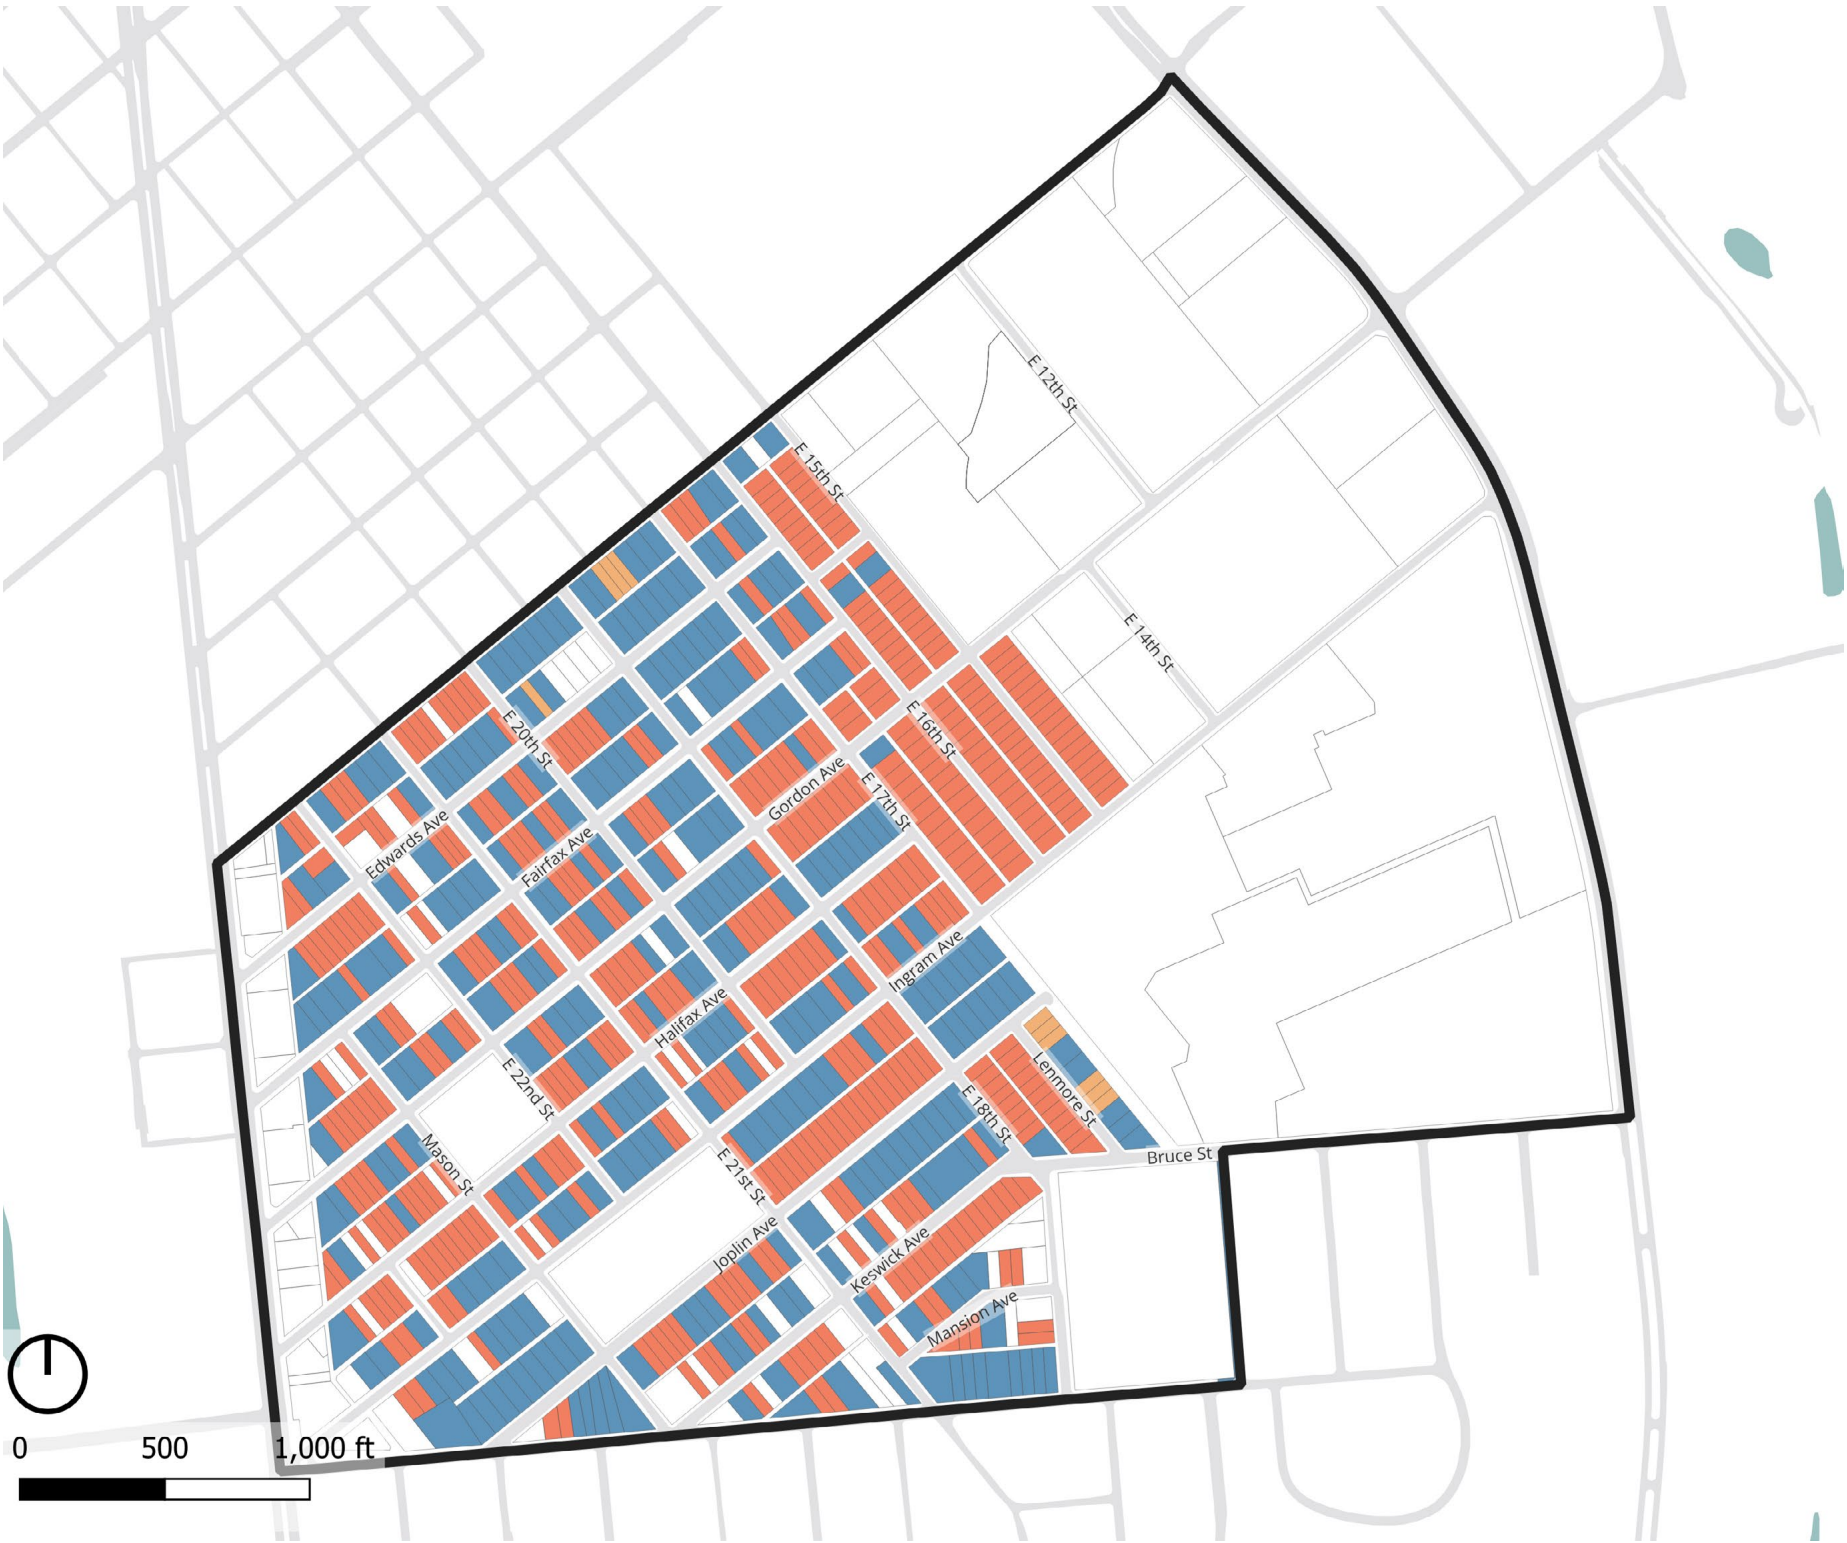 E 12th St
E 15th St
E 14th St
E 20th St
E 16th St
Gordon Ave
E 17th St
Edwards Ave
Fairfax Ave
Ingram Ave
Halifax Ave
E 22nd St
Lenmore St
E 18th St
Mason St
E 21st St
Bruce St
Joplin Ave
Keswick Ave
Mansion Ave
0 500 1,000 ft